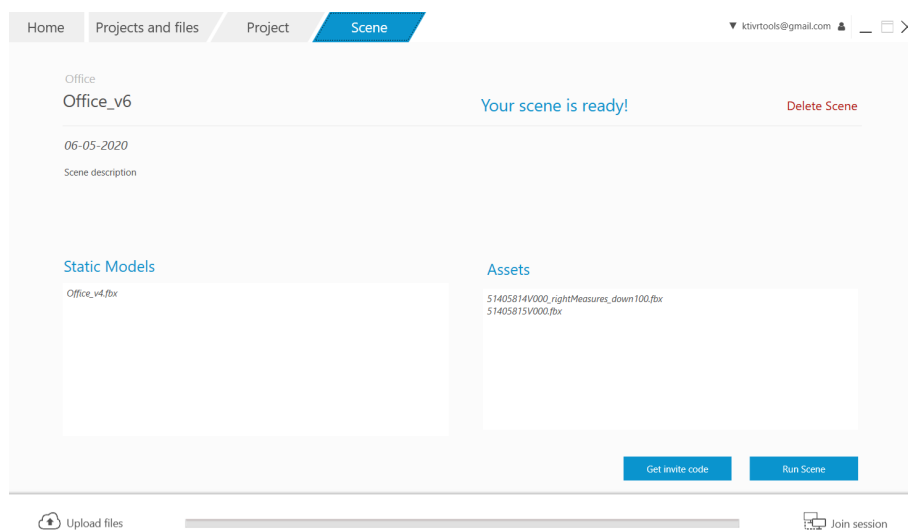 Home
Projects and files
Project
Scene
▼ ktivrtools@gmail.com
Office
Office_v6
Your scene is ready!
Delete Scene
06-05-2020
Scene description
Static Models
Assets
Office_v4.fbx
51405814V000_rightMeasures_down100.fbx
51405815V000.fbx
Get invite code
Run Scene
Upload files
Join session